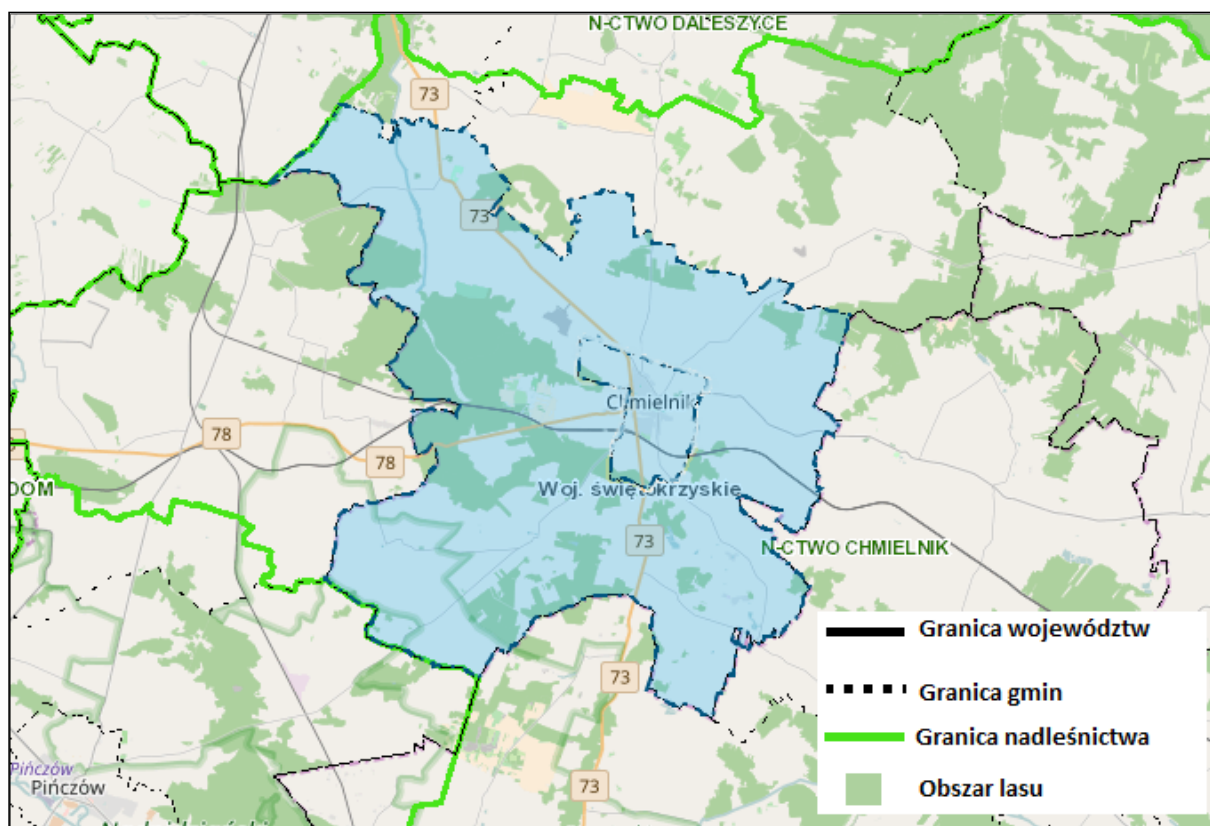 N-CTWO DALESZYCE
73
73
Chmielnik
78
78
DOM
Woj. świętokrzyskie
73
N-CTWO CHMIELNIK
Granica województw
73
Granica gmin
Granica nadleśnictwa
Pińczów
Pińczów
73
Obszar lasu